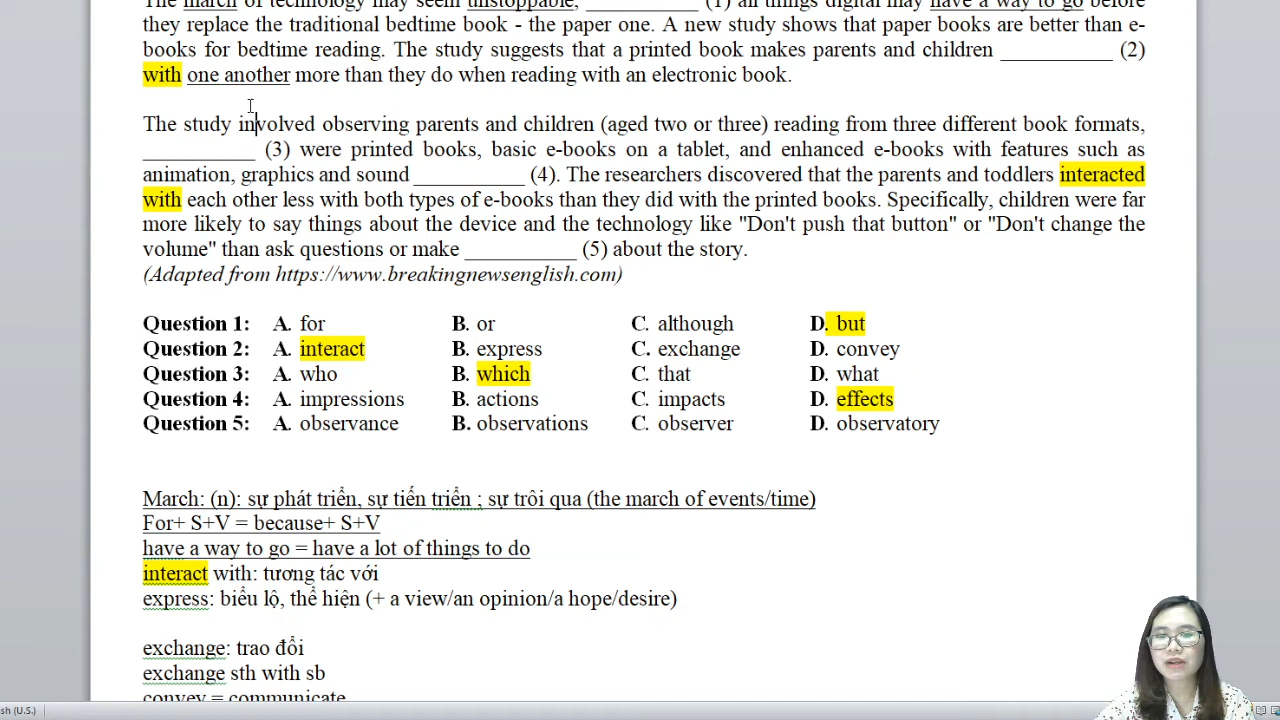 The march of technology may seem unstoppable, ___________ (1) all things digital may have a way to go before
they replace the traditional bedtime book - the paper one. A new study shows that paper books are better than e-
books for bedtime reading. The study suggests that a printed book makes parents and children ___________ (2)
with one another more than they do when reading with an electronic book.
The study involved observing parents and children (aged two or three) reading from three different book formats,
___________ (3) were printed books, basic e-books on a tablet, and enhanced e-books with features such as
animation, graphics and sound ___________ (4). The researchers discovered that the parents and toddlers interacted
with each other less with both types of e-books than they did with the printed books. Specifically, children were far
more likely to say things about the device and the technology like "Don't push that button" or "Don't change the
volume" than ask questions or make ___________ (5) about the story.
(Adapted from https://www.breakingnewsenglish.com)
Question 1: A. for B. or C. although D. but
Question 2: A. interact B. express C. exchange D. convey
Question 3: A. who B. which C. that D. what
Question 4: A. impressions B. actions C. impacts D. effects
Question 5: A. observance B. observations C. observer D. observatory
March: (n): sự phát triển, sự tiến triển ; sự trôi qua (the march of events/time)
For+ S+V = because+ S+V
have a way to go = have a lot of things to do
interact with: tương tác với
express: biểu lộ, thể hiện (+ a view/an opinion/a hope/desire)
exchange: trao đổi
exchange sth with sb
convey = communicate
sh (U.S.)